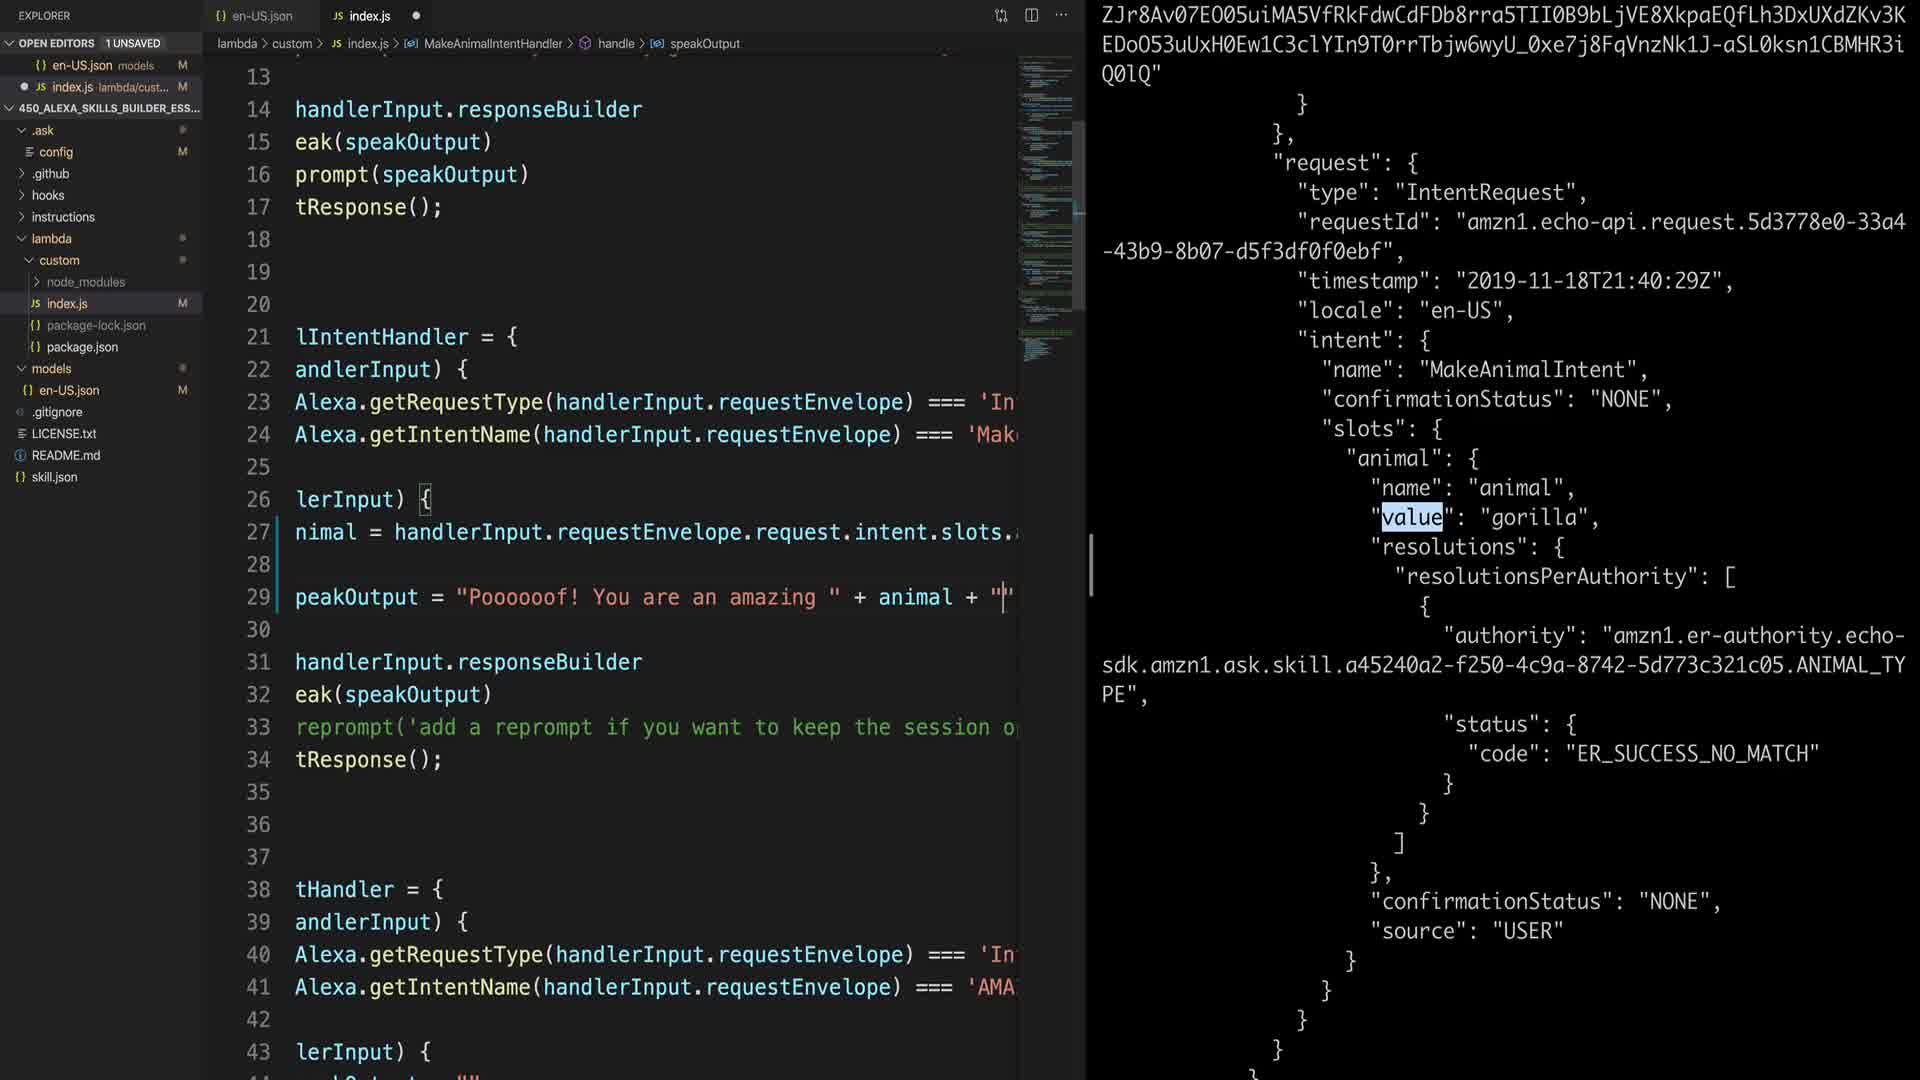 EXPLORER
OPEN EDITORS 1 UNSAVED
{} en-US.json models M
JS index.js lambda/cust... M
450_ALEXA_SKILLS_BUILDER_ESS...
.ask
config M
.github
hooks
instructions
lambda
custom
node_modules
JS index.js M
{} package-lock.json
{} package.json
models
{} en-US.json M
.gitignore
LICENSE.txt
README.md
{} skill.json
{} en-US.json
JS index.js
lambda > custom > JS index.js > MakeAnimalIntentHandler > handle > speakOutput
13
14 handlerInput.responseBuilder
15 eak(speakOutput)
16 prompt(speakOutput)
17 tResponse();
18
19
20
21 lIntentHandler = {
22 andlerInput) {
23 Alexa.getRequestType(handlerInput.requestEnvelope) === 'In
24 Alexa.getIntentName(handlerInput.requestEnvelope) === 'Mak
25
26 lerInput) {
27 nimal = handlerInput.requestEnvelope.request.intent.slots.
28
29 peakOutput = "Poooooof! You are an amazing " + animal + ""
30
31 handlerInput.responseBuilder
32 eak(speakOutput)
33 reprompt('add a reprompt if you want to keep the session o
34 tResponse();
35
36
37
38 tHandler = {
39 andlerInput) {
40 Alexa.getRequestType(handlerInput.requestEnvelope) === 'In
41 Alexa.getIntentName(handlerInput.requestEnvelope) === 'AMA
42
43 lerInput) {
ZJr8Av07EO05uiMA5VfRkFdwCdFDb8rra5TII0B9bLjVE8XkpaEQfLh3DxUXdZKv3K
EDoO53uUxH0Ew1C3clYIn9T0rrTbjw6wyU_0xe7j8FqVnzNk1J-aSL0ksn1CBMHR3i
Q0lQ"
}
},
"request": {
"type": "IntentRequest",
"requestId": "amzn1.echo-api.request.5d3778e0-33a4
-43b9-8b07-d5f3df0f0ebf",
"timestamp": "2019-11-18T21:40:29Z",
"locale": "en-US",
"intent": {
"name": "MakeAnimalIntent",
"confirmationStatus": "NONE",
"slots": {
"animal": {
"name": "animal",
"value": "gorilla",
"resolutions": {
"resolutionsPerAuthority": [
{
"authority": "amzn1.er-authority.echo-
sdk.amzn1.ask.skill.a45240a2-f250-4c9a-8742-5d773c321c05.ANIMAL_TY
PE",
"status": {
"code": "ER_SUCCESS_NO_MATCH"
}
}
]
},
"confirmationStatus": "NONE",
"source": "USER"
}
}
}
}